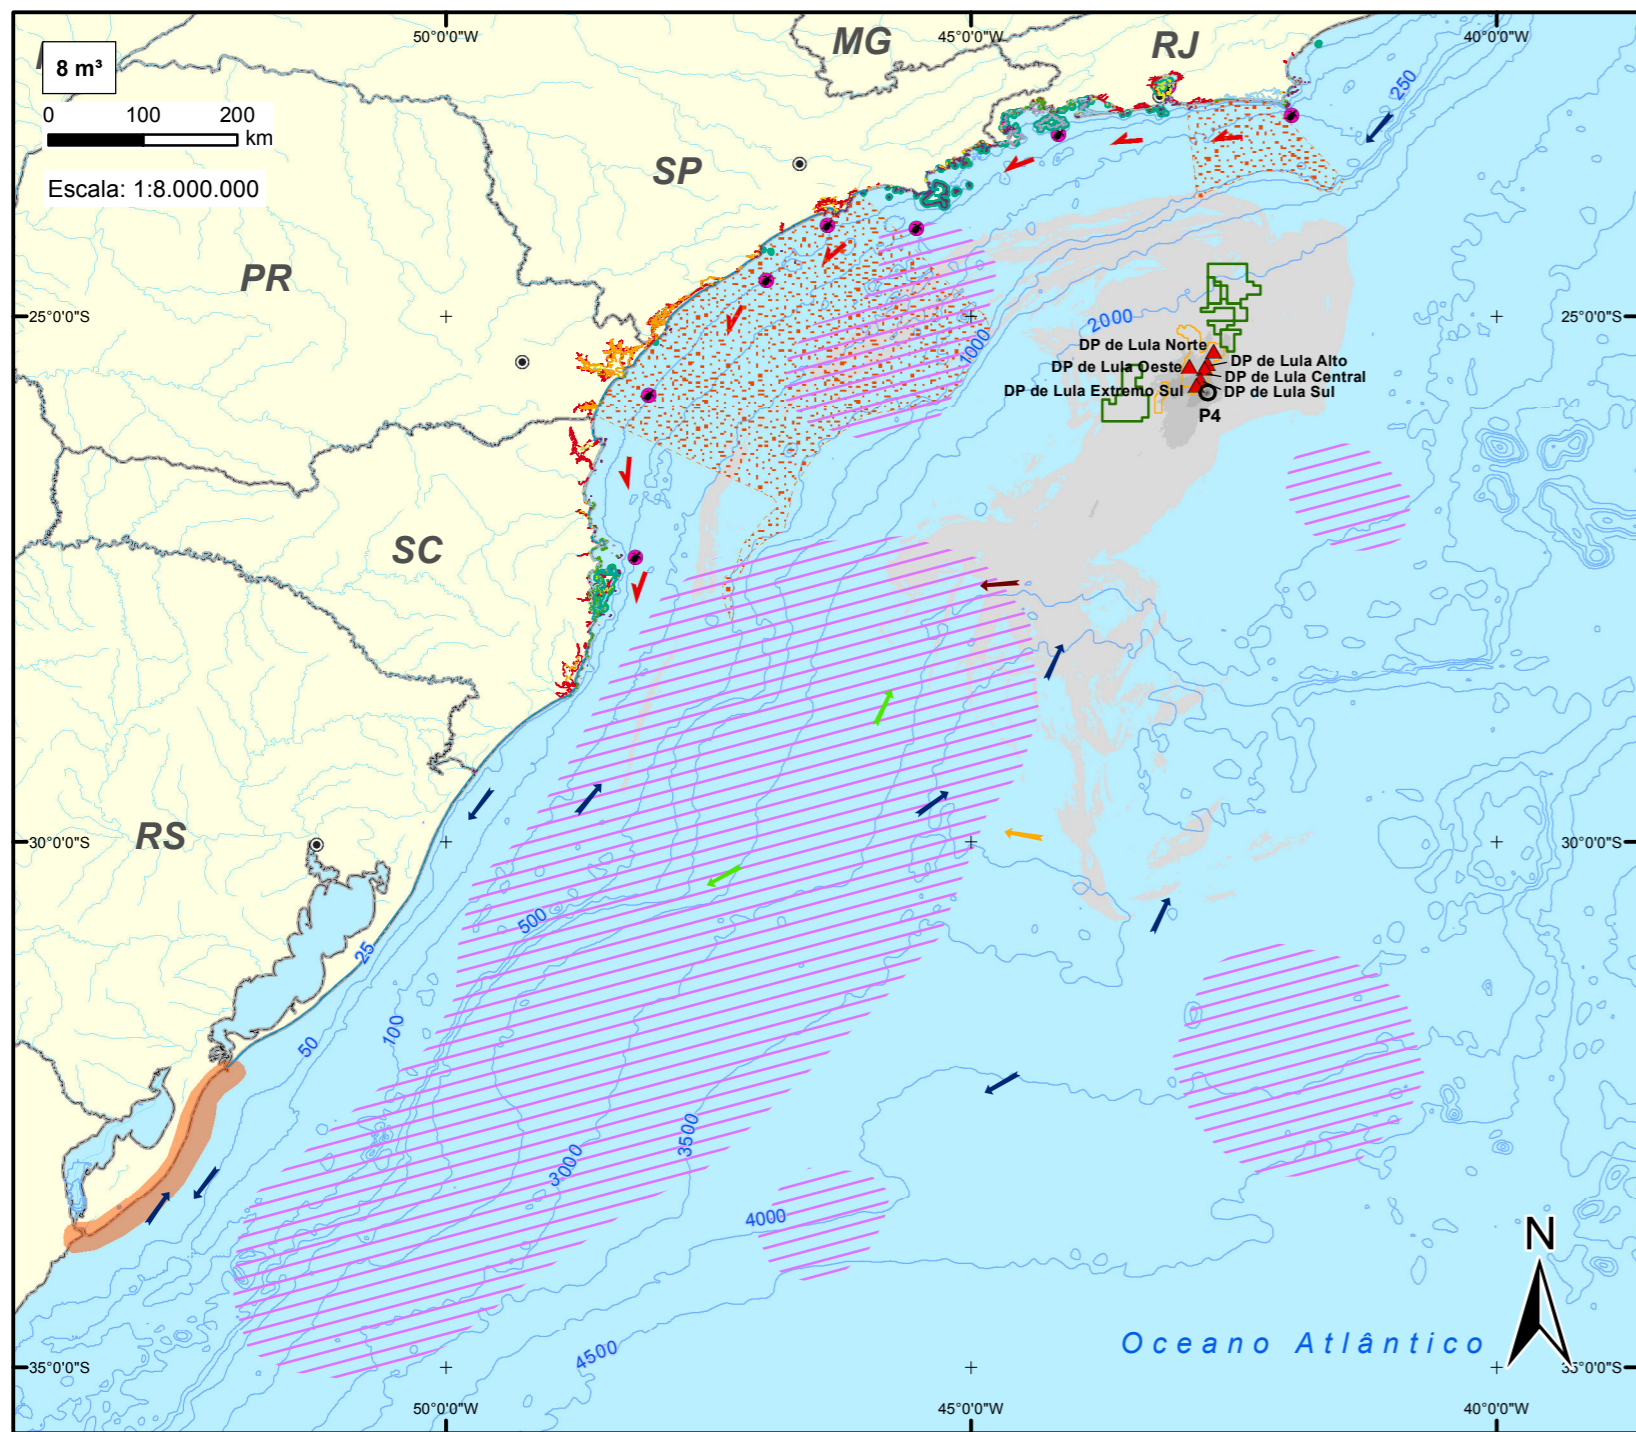 50°0'0"W
45°0'0"W
40°0'0"W
MG
RJ
8 m³
0 100 200
km
Escala: 1:8.000.000
250
SP
PR
25°0'0"S
25°0'0"S
2000
1000
DP de Lula Norte
DP de Lula Alto
DP de Lula Oeste
DP de Lula Central
DP de Lula Extremo Sul
DP de Lula Sul
P4
SC
RS
30°0'0"S
30°0'0"S
500
25
100
50
3500
3000
4000
N
Oceano Atlântico
4500
35°0'0"S
35°0'0"S
50°0'0"W
45°0'0"W
40°0'0"W